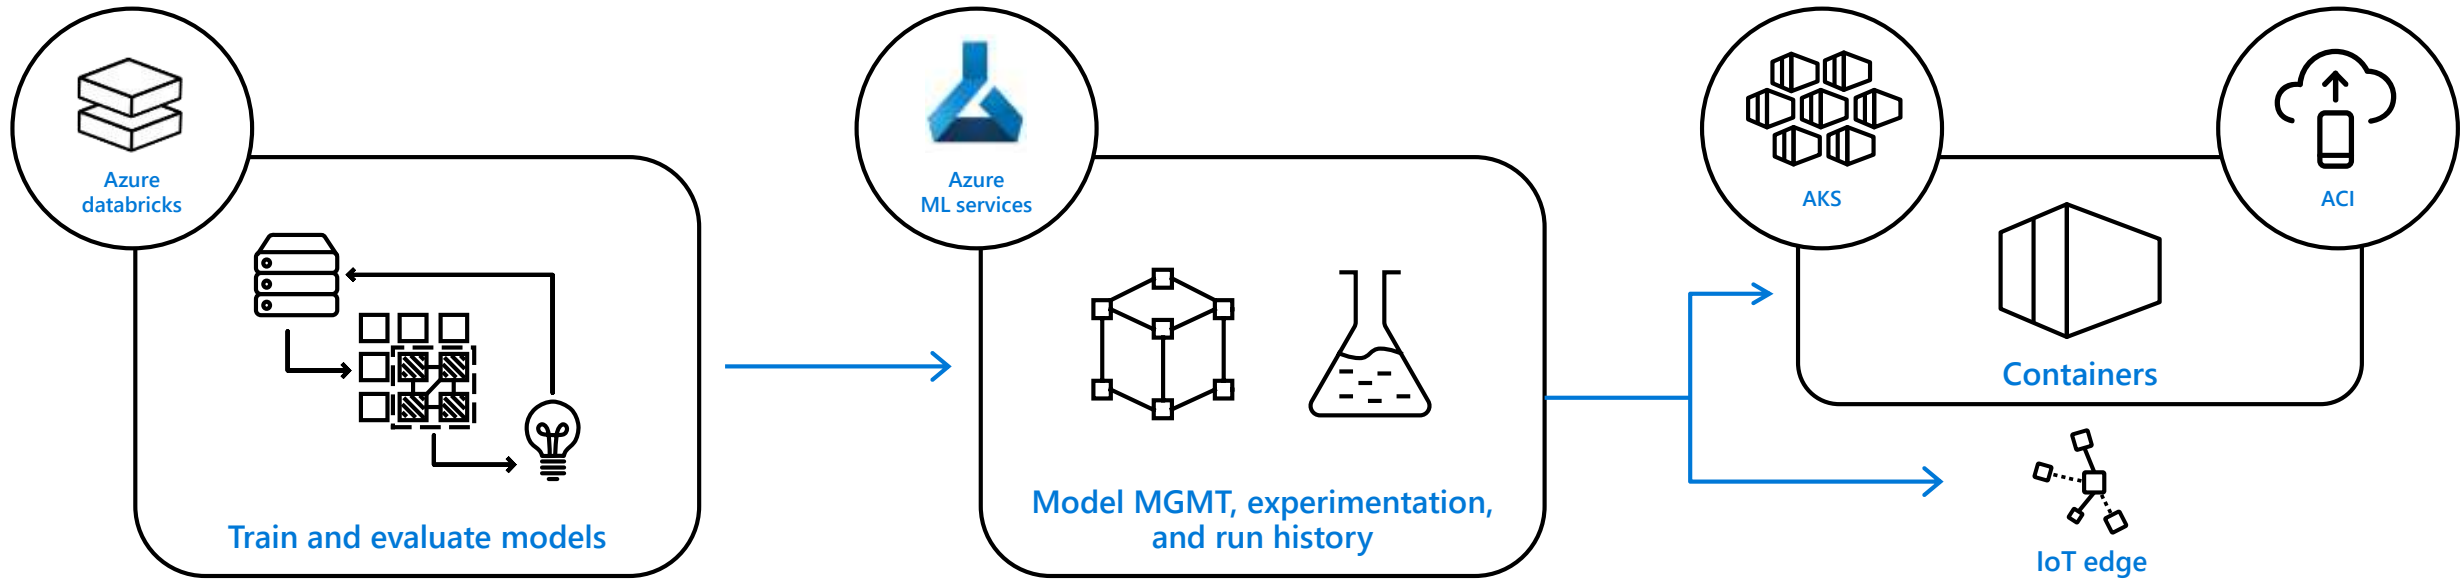 Azure
databricks
Train and evaluate models
Azure
ML services
Model MGMT, experimentation,
and run history
AKS
ACI
Containers
IoT edge